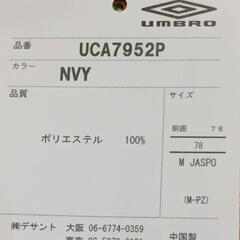 UMBRO
品番 UCA7952P
カラー NVY サイズ
品質
胴囲 78
ポリエステル 100% 78
M JASPO
(M-PZ)
㈱デサント 大阪 06-6774-0359
中国製